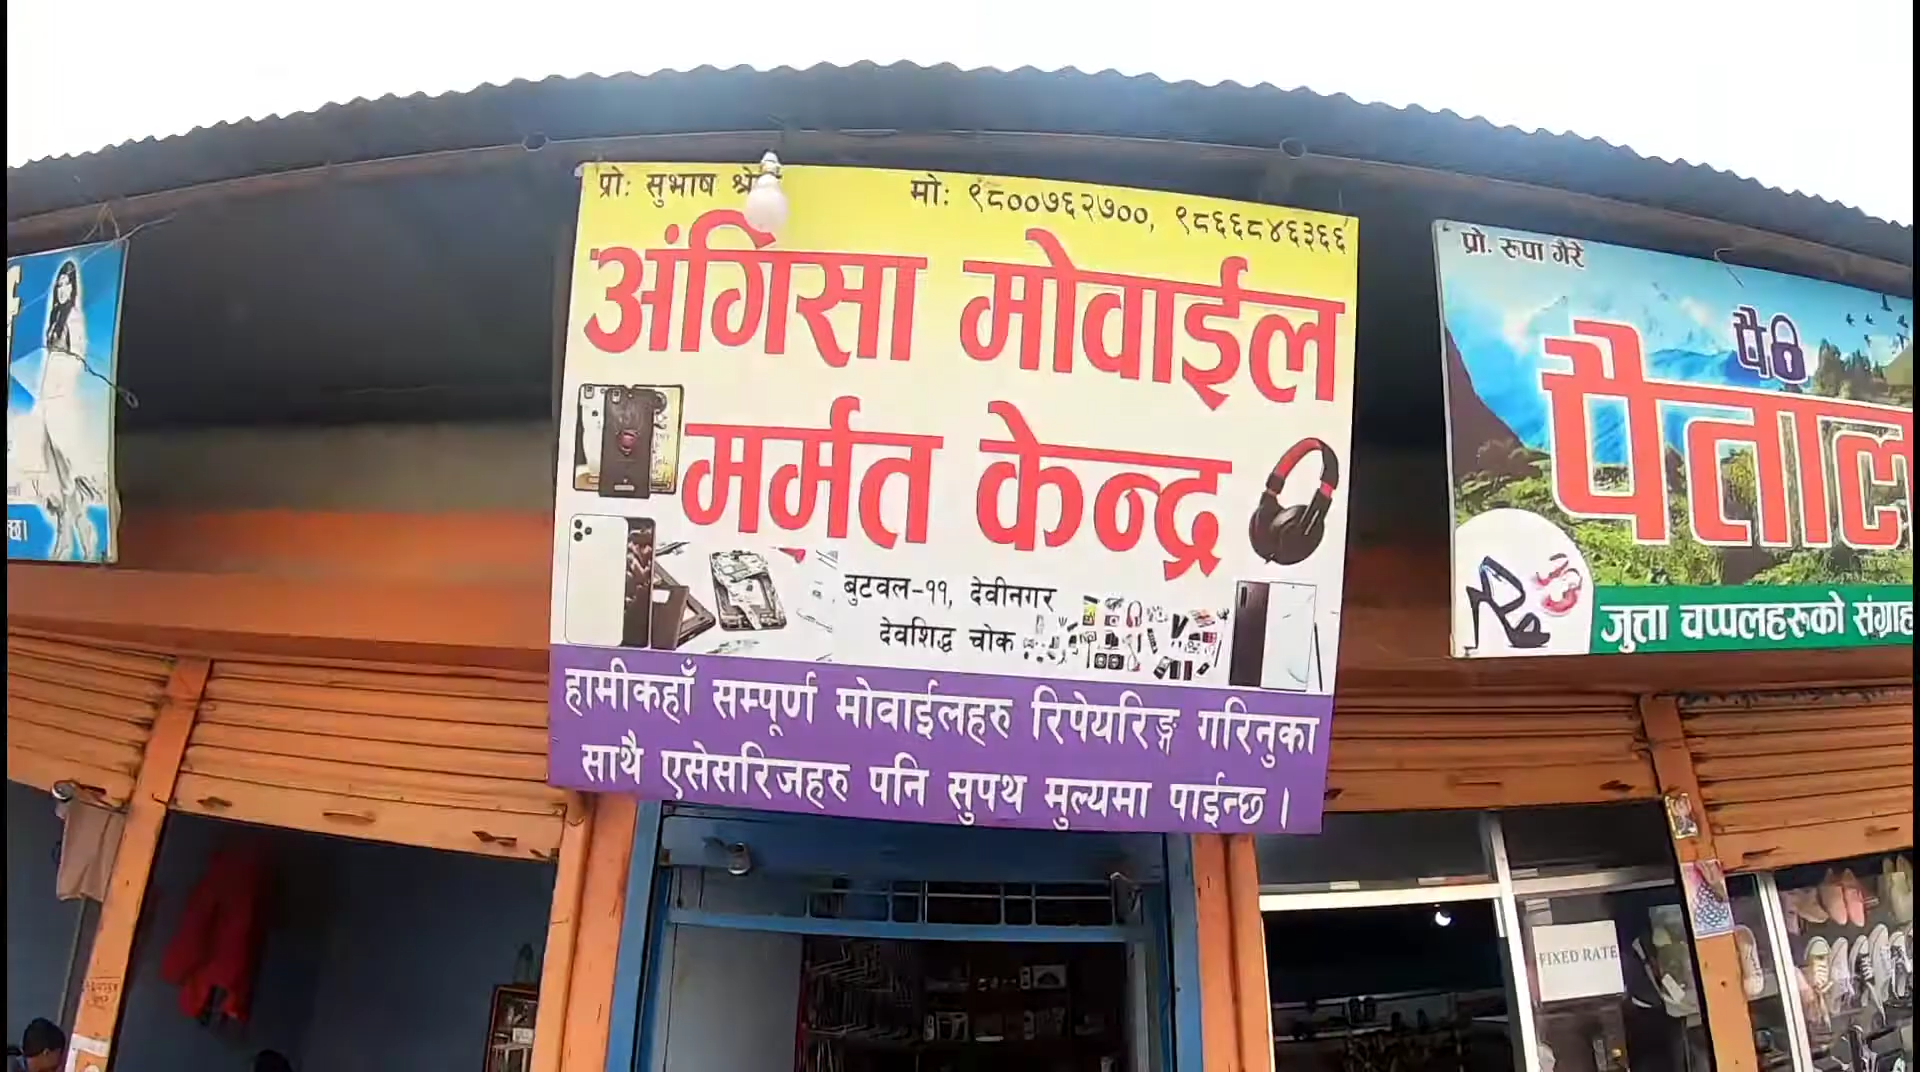 प्रो: सुभाष
मो: ९८००७६२७००, ९८६६८४६३६६
अंगिसा मोवाईल
मर्मत केन्द्र
बुटवल-११, देवीनगर
देवशिद्ध चोक
हामीकहाँ सम्पूर्ण मोवाईलहरु रिपेयरिङ्ग गरिनुका
साथै एसेसरिजहरु पनि सुपथ मुल्यमा पाईन्छ ।
प्रो. रुपा गैरे
पैताल
जुत्ता चप्पलहरूको संग्राह
FIXED RATE